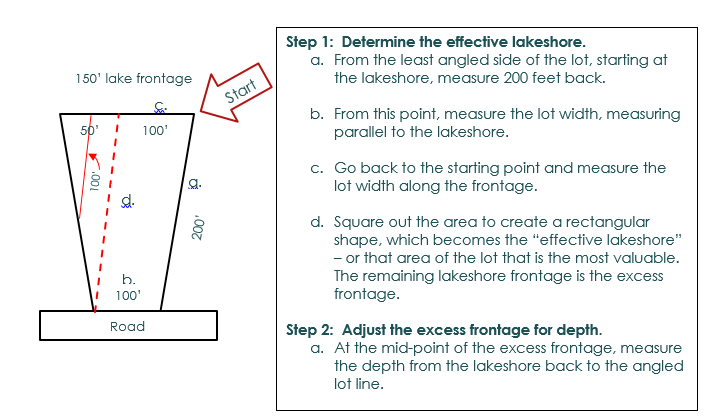 150' lake frontage
Start
c.
50'
100'
100'
a.
d.
200'
b.
100'
Road
Step 1: Determine the effective lakeshore.
a. From the least angled side of the lot, starting at
the lakeshore, measure 200 feet back.
b. From this point, measure the lot width, measuring
parallel to the lakeshore.
c. Go back to the starting point and measure the
lot width along the frontage.
d. Square out the area to create a rectangular
shape, which becomes the “effective lakeshore”
– or that area of the lot that is the most valuable.
The remaining lakeshore frontage is the excess
frontage.
Step 2: Adjust the excess frontage for depth.
a. At the mid-point of the excess frontage, measure
the depth from the lakeshore back to the angled
lot line.